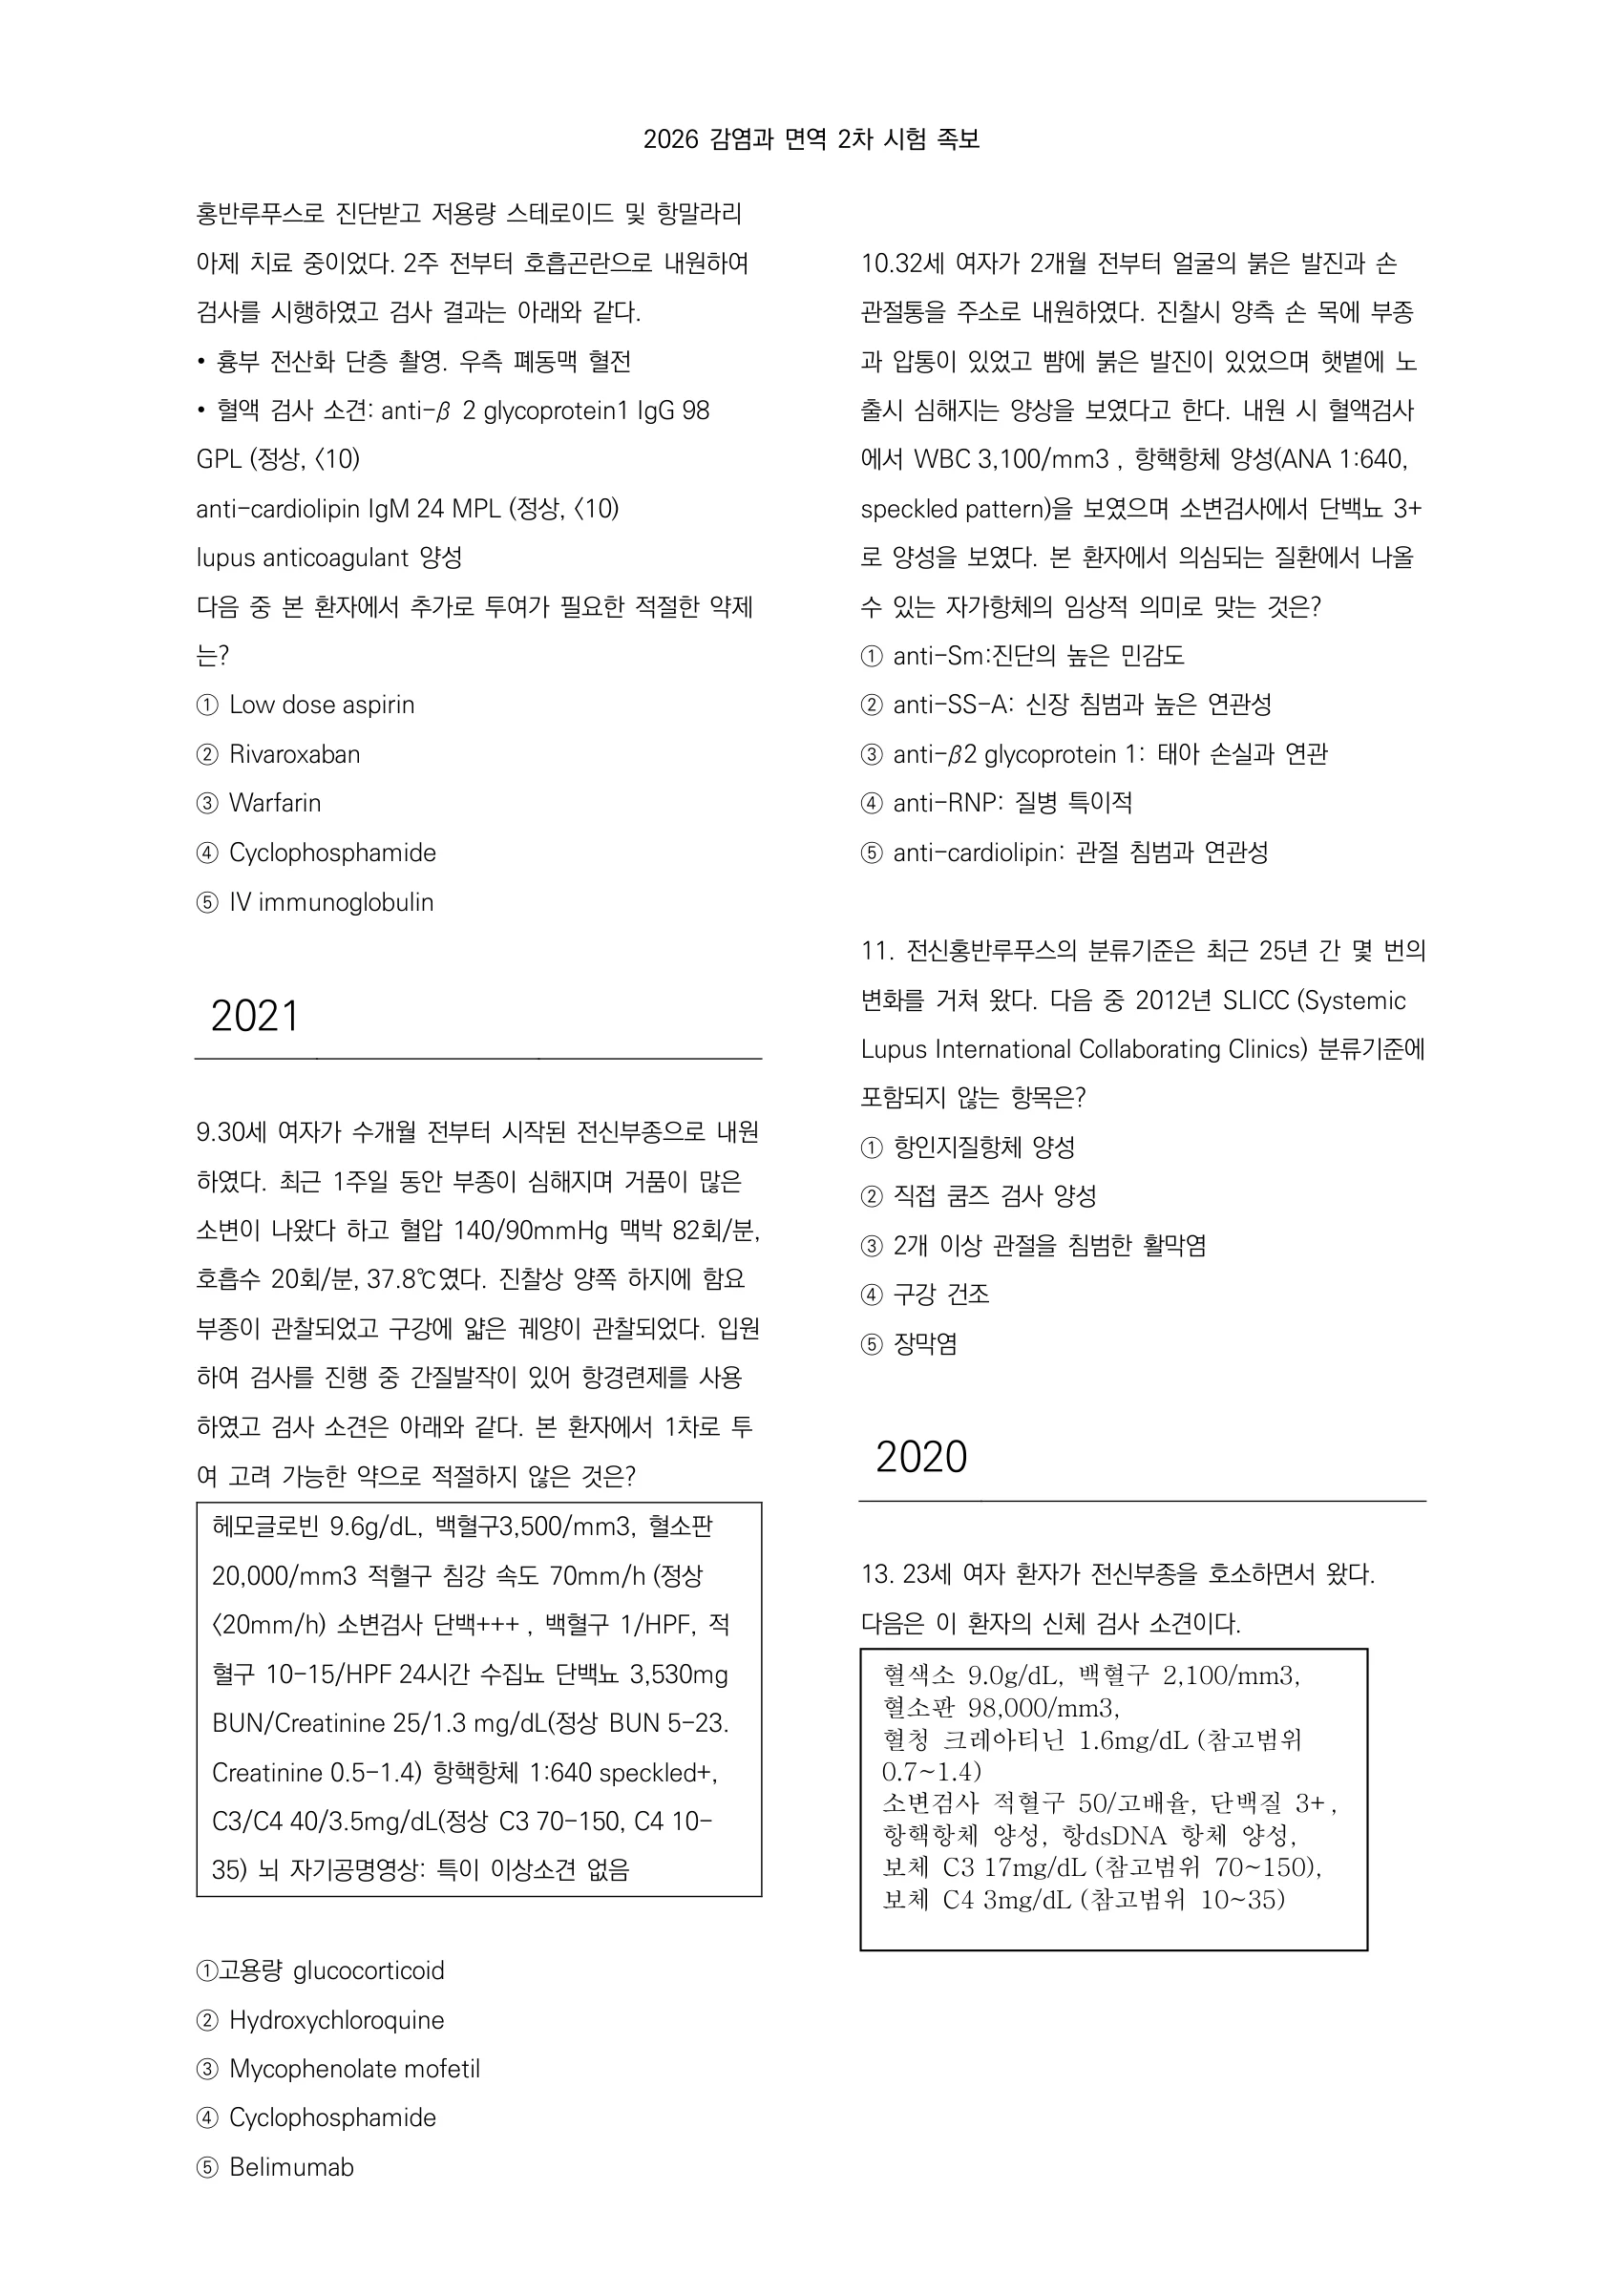 2026 감염과 면역 2차 시험 족보
홍반루푸스로 진단받고 저용량 스테로이드 및 항말라리
아제 치료 중이었다. 2주 전부터 호흡곤란으로 내원하여
검사를 시행하였고 검사 결과는 아래와 같다.
• 흉부 전산화 단층 촬영. 우측 폐동맥 혈전
• 혈액 검사 소견: anti-β 2 glycoprotein1 IgG 98
GPL (정상, <10)
anti-cardiolipin IgM 24 MPL (정상, <10)
lupus anticoagulant 양성
다음 중 본 환자에서 추가로 투여가 필요한 적절한 약제
는?
① Low dose aspirin
② Rivaroxaban
③ Warfarin
④ Cyclophosphamide
⑤ IV immunoglobulin
2021
9.30세 여자가 수개월 전부터 시작된 전신부종으로 내원
하였다. 최근 1주일 동안 부종이 심해지며 거품이 많은
소변이 나왔다 하고 혈압 140/90mmHg 맥박 82회/분,
호흡수 20회/분, 37.8℃였다. 진찰상 양쪽 하지에 함요
부종이 관찰되었고 구강에 얇은 궤양이 관찰되었다. 입원
하여 검사를 진행 중 간질발작이 있어 항경련제를 사용
하였고 검사 소견은 아래와 같다. 본 환자에서 1차로 투
여 고려 가능한 약으로 적절하지 않은 것은?
헤모글로빈 9.6g/dL, 백혈구3,500/mm3, 혈소판
20,000/mm3 적혈구 침강 속도 70mm/h (정상
<20mm/h) 소변검사 단백+++ , 백혈구 1/HPF, 적
혈구 10-15/HPF 24시간 수집뇨 단백뇨 3,530mg
BUN/Creatinine 25/1.3 mg/dL(정상 BUN 5-23.
Creatinine 0.5-1.4) 항핵항체 1:640 speckled+,
C3/C4 40/3.5mg/dL(정상 C3 70-150, C4 10-
35) 뇌 자기공명영상: 특이 이상소견 없음
①고용량 glucocorticoid
② Hydroxychloroquine
③ Mycophenolate mofetil
④ Cyclophosphamide
⑤ Belimumab
10.32세 여자가 2개월 전부터 얼굴의 붉은 발진과 손
관절통을 주소로 내원하였다. 진찰시 양측 손 목에 부종
과 압통이 있었고 뺨에 붉은 발진이 있었으며 햇볕에 노
출시 심해지는 양상을 보였다고 한다. 내원 시 혈액검사
에서 WBC 3,100/mm3 , 항핵항체 양성(ANA 1:640,
speckled pattern)을 보였으며 소변검사에서 단백뇨 3+
로 양성을 보였다. 본 환자에서 의심되는 질환에서 나올
수 있는 자가항체의 임상적 의미로 맞는 것은?
① anti-Sm:진단의 높은 민감도
② anti-SS-A: 신장 침범과 높은 연관성
③ anti-β2 glycoprotein 1: 태아 손실과 연관
④ anti-RNP: 질병 특이적
⑤ anti-cardiolipin: 관절 침범과 연관성
11. 전신홍반루푸스의 분류기준은 최근 25년 간 몇 번의
변화를 거쳐 왔다. 다음 중 2012년 SLICC (Systemic
Lupus International Collaborating Clinics) 분류기준에
포함되지 않는 항목은?
① 항인지질항체 양성
② 직접 쿰즈 검사 양성
③ 2개 이상 관절을 침범한 활막염
④ 구강 건조
⑤ 장막염
2020
13. 23세 여자 환자가 전신부종을 호소하면서 왔다.
다음은 이 환자의 신체 검사 소견이다.
혈색소 9.0g/dL, 백혈구 2,100/mm3,
혈소판 98,000/mm3,
혈청 크레아티닌 1.6mg/dL (참고범위
0.7~1.4)
소변검사 적혈구 50/고배율, 단백질 3+ ,
항핵항체 양성, 항dsDNA 항체 양성,
보체 C3 17mg/dL (참고범위 70~150),
보체 C4 3mg/dL (참고범위 10~35)